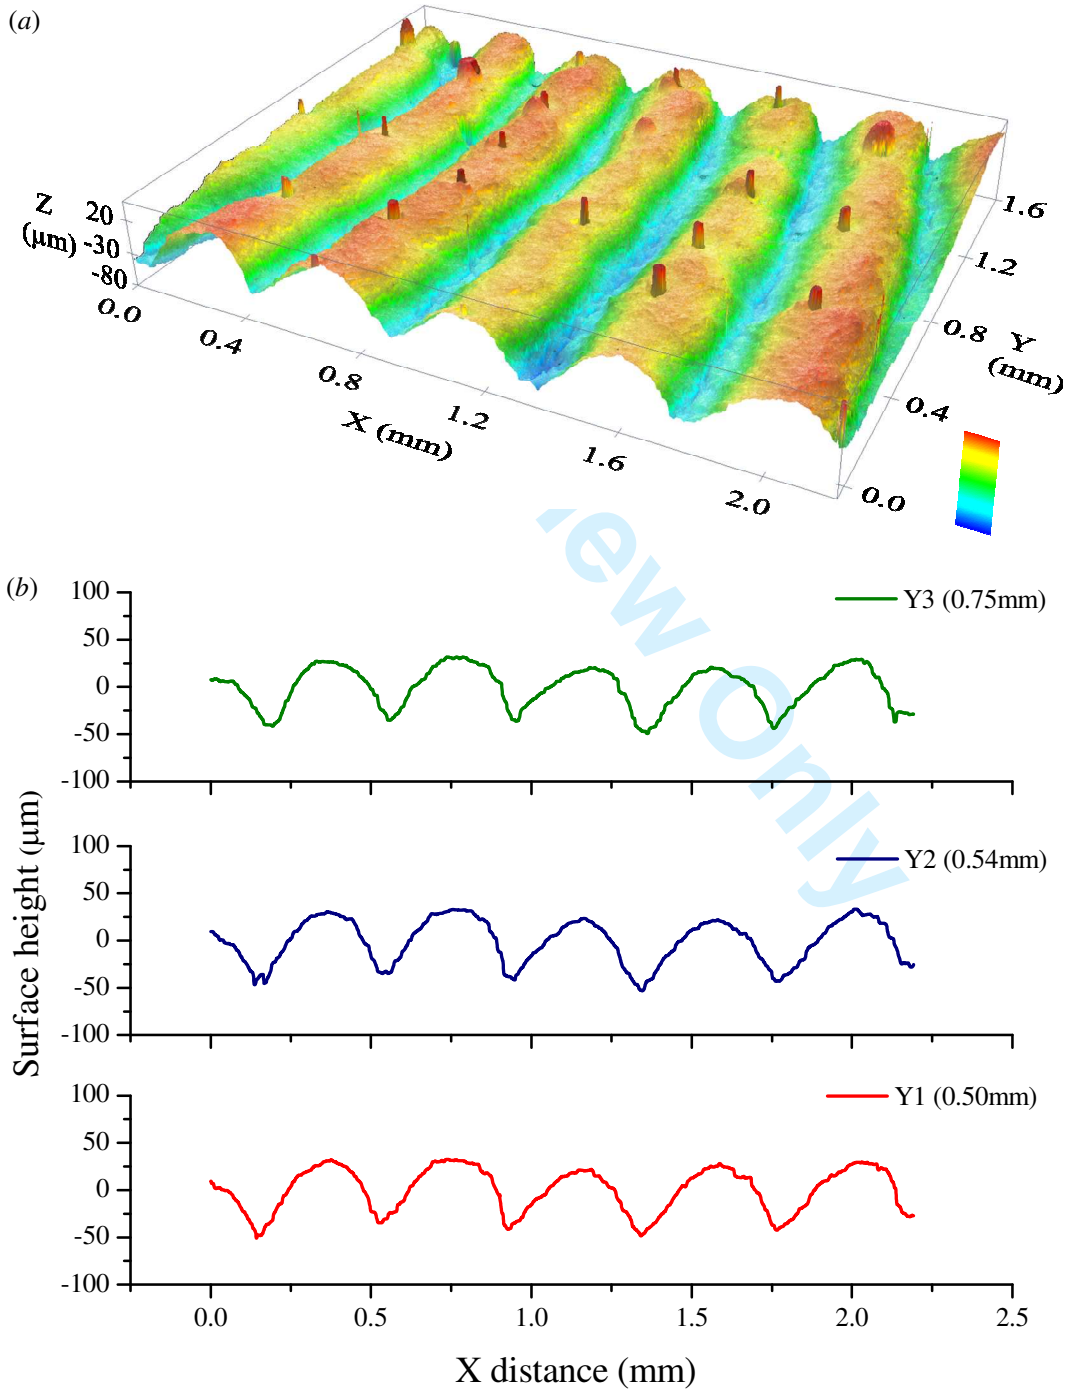 (a)
Z
(μm)
20
-30
-80
0.0
0.4
0.8
1.2
1.6
2.0
X (mm)
1.6
1.2
0.8
0.4
0.0
Y
(mm)
ew Only
(b)
100
50
0
-50
-100
Y3 (0.75mm)
100
50
0
-50
-100
Y2 (0.54mm)
100
50
0
-50
-100
Y1 (0.50mm)
Surface height (μm)
0.0 0.5 1.0 1.5 2.0 2.5
X distance (mm)